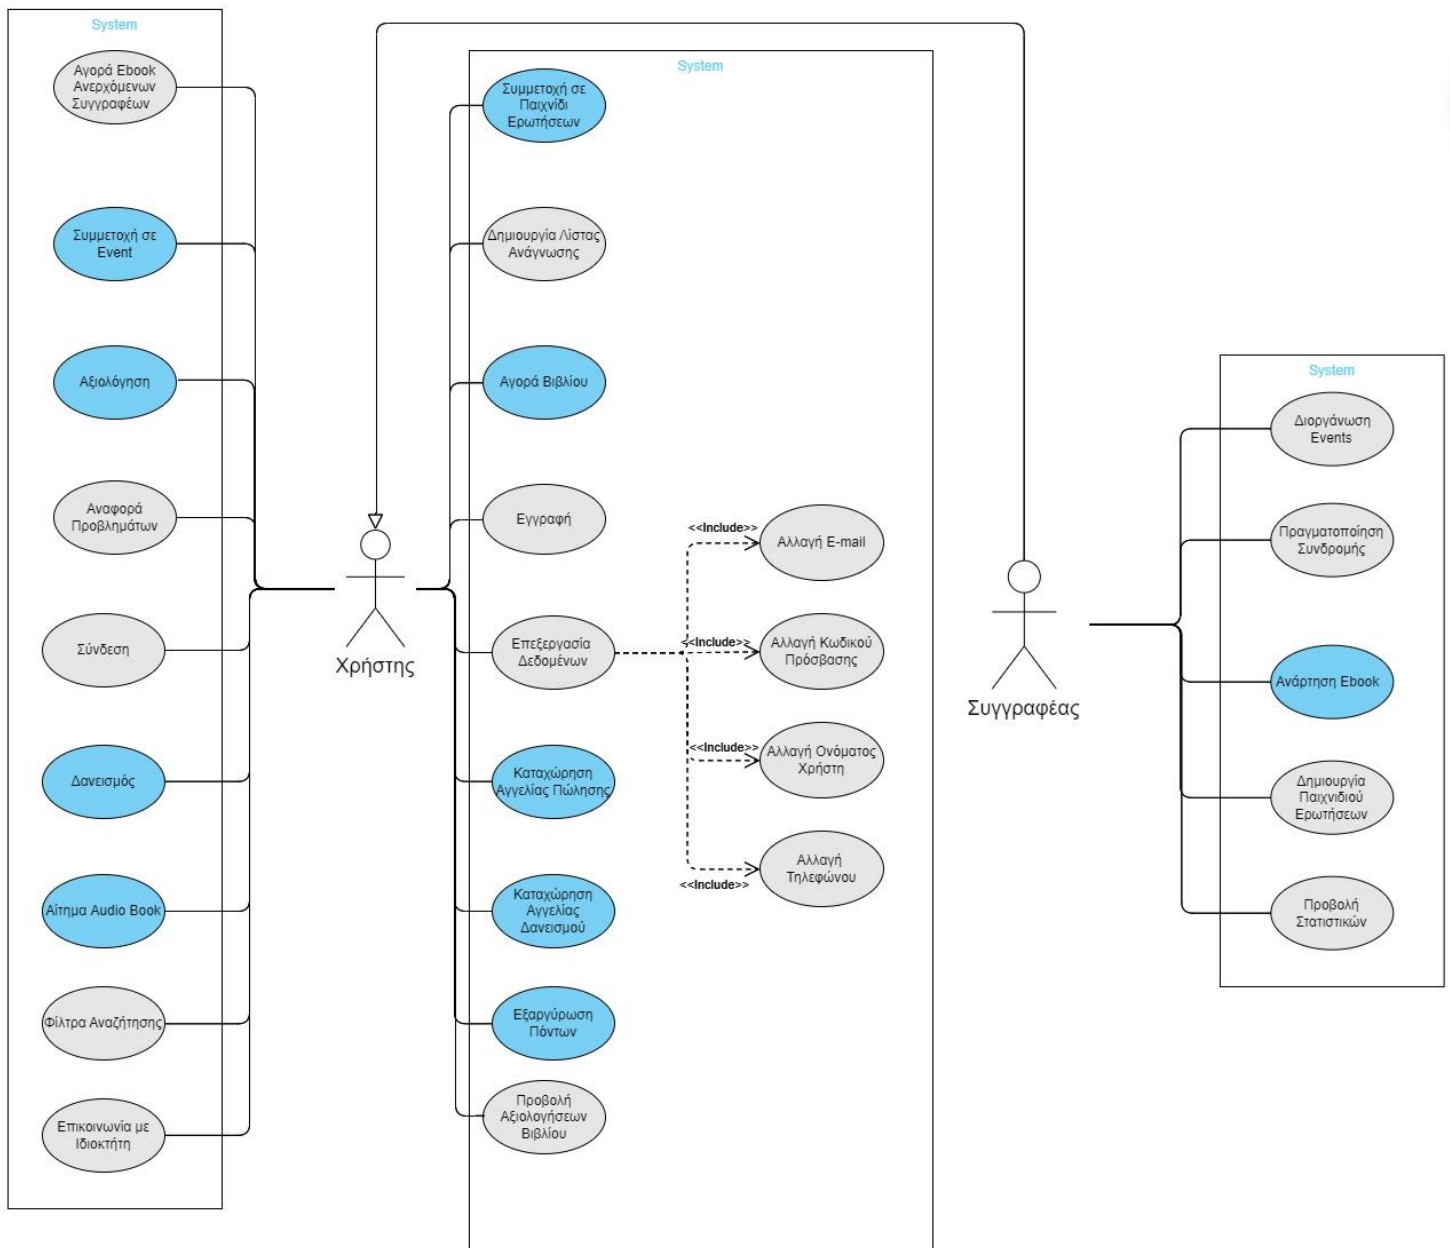 System
Αγορά Ebook
Ανερχόμενων
Συγγραφέων
Συμμετοχή σε
Event
Αξιολόγηση
Αναφορά
Προβλημάτων
Σύνδεση
Δανεισμός
Αίτημα Audio Book
Φίλτρα Αναζήτησης
Επικοινωνία με
Ιδιοκτήτη
Χρήστης
System
Συμμετοχή σε
Παιχνίδι
Ερωτήσεων
Δημιουργία Λίστας
Ανάγνωσης
Αγορά Βιβλίου
Εγγραφή
Επεξεργασία
Δεδομένων
Καταχώρηση
Αγγελίας Πώλησης
Καταχώρηση
Αγγελίας
Δανεισμού
Εξαργύρωση
Πόντων
Προβολή
Αξιολογήσεων
Βιβλίου
<<Include>>
Αλλαγή E-mail
<<Include>>
Αλλαγή Κωδικού
Πρόσβασης
<<Include>>
Αλλαγή Ονόματος
Χρήστη
<<Include>>
Αλλαγή
Τηλεφώνου
Συγγραφέας
System
Διοργάνωση
Events
Πραγματοποίηση
Συνδρομής
Ανάρτηση Ebook
Δημιουργία
Παιχνιδιού
Ερωτήσεων
Προβολή
Στατιστικών